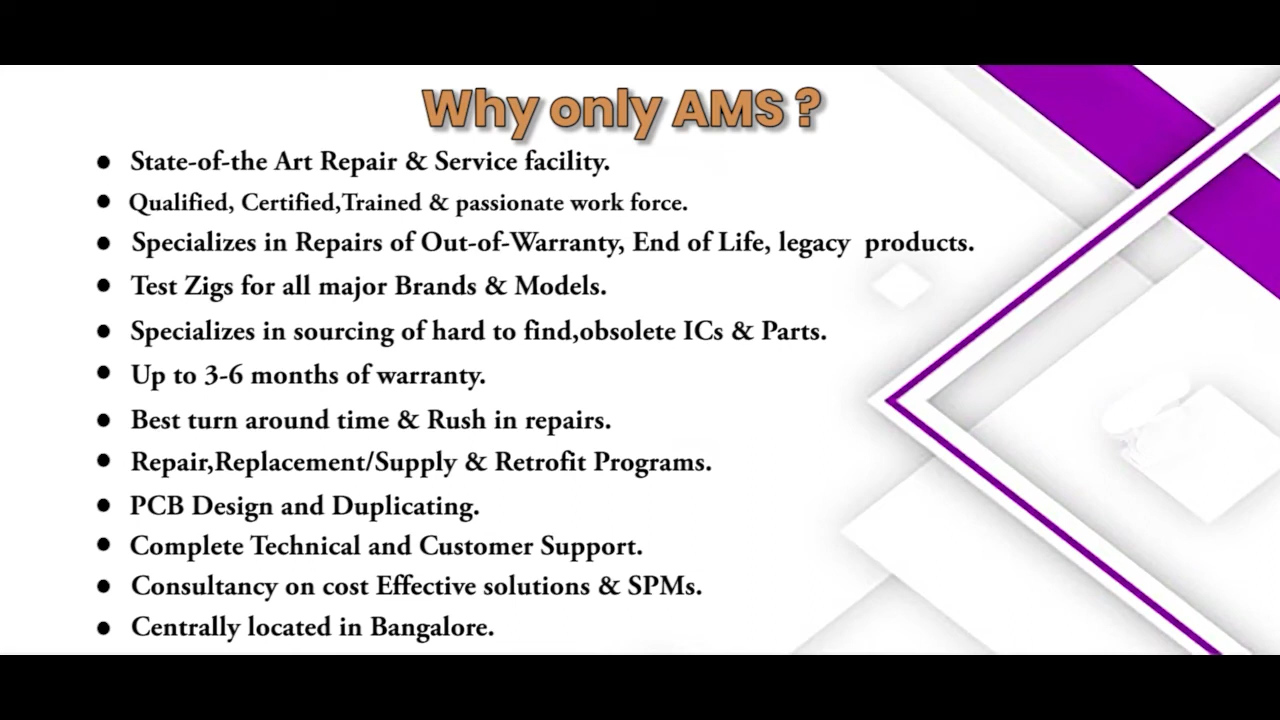 Why only AMS ?
● State-of-the Art Repair & Service facility.
● Qualified, Certified,Trained & passionate work force.
● Specializes in Repairs of Out-of-Warranty, End of Life, legacy  products.
● Test Zigs for all major Brands & Models.
● Specializes in sourcing of hard to find,obsolete ICs & Parts.
● Up to 3-6 months of warranty.
● Best turn around time & Rush in repairs.
● Repair,Replacement/Supply & Retrofit Programs.
● PCB Design and Duplicating.
● Complete Technical and Customer Support.
● Consultancy on cost Effective solutions & SPMs.
● Centrally located in Bangalore.